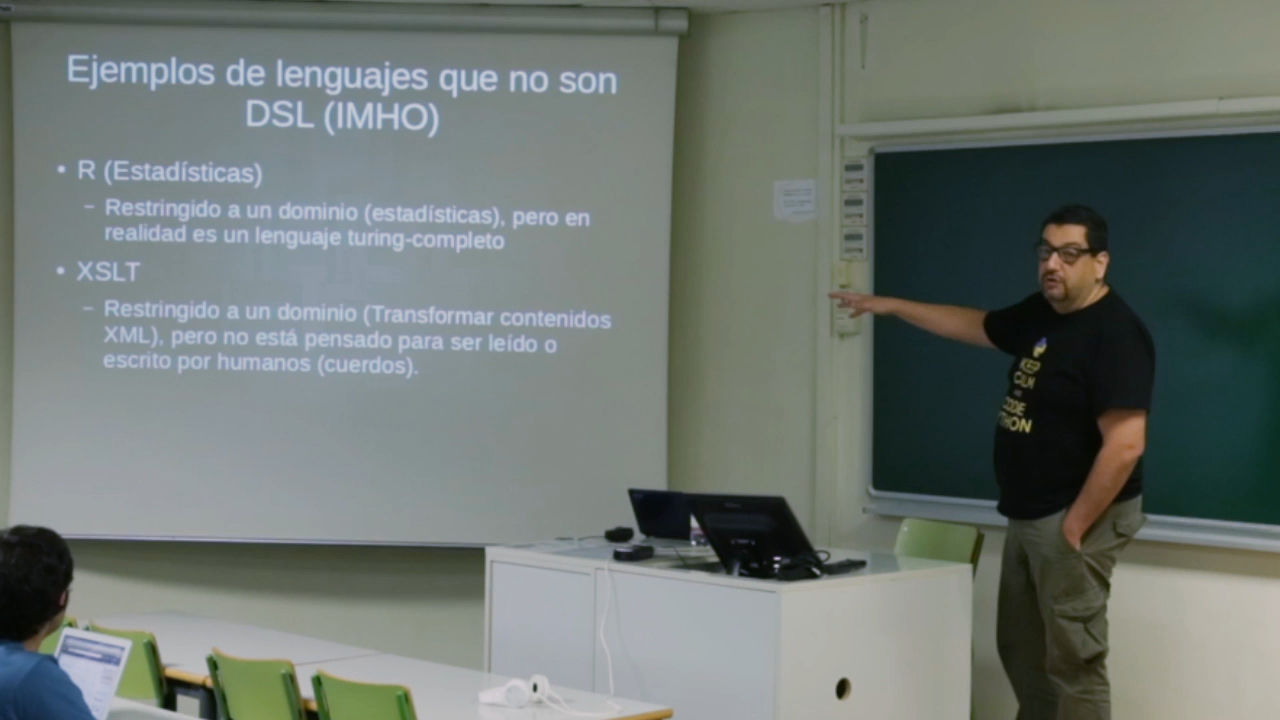 Ejemplos de lenguajes que no son
DSL (IMHO)
• R (Estadísticas)
– Restringido a un dominio (estadísticas), pero en
realidad es un lenguaje turing-completo
• XSLT
– Restringido a un dominio (Transformar contenidos
XML), pero no está pensado para ser leído o
escrito por humanos (cuerdos).
KEEP
CALM
CODE